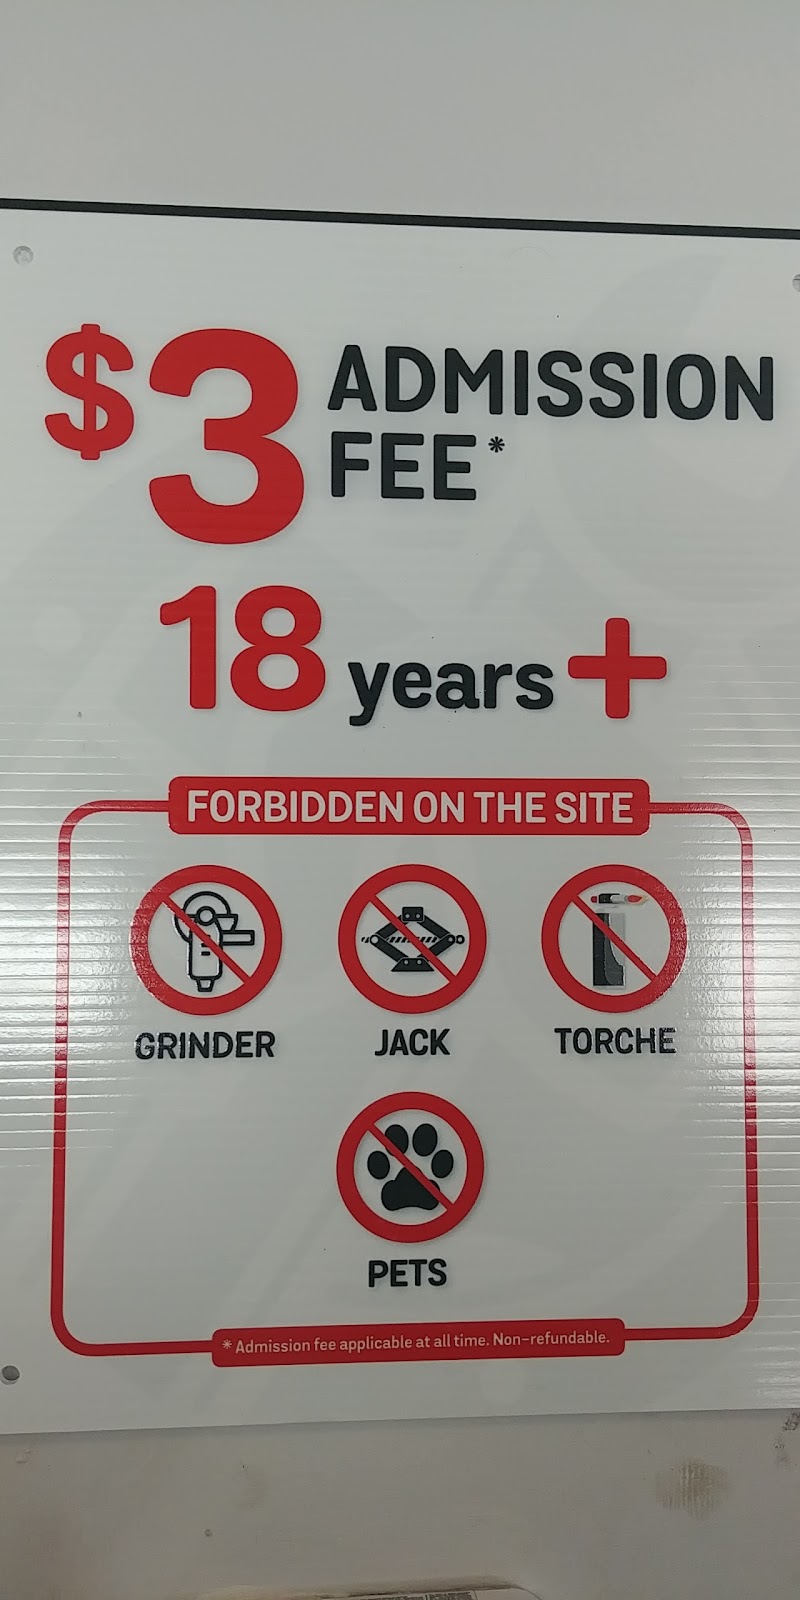 $3 ADMISSION
FEE*
18 years +
FORBIDDEN ON THE SITE
GRINDER JACK TORCHE
PETS
* Admission fee applicable at all time. Non-refundable.